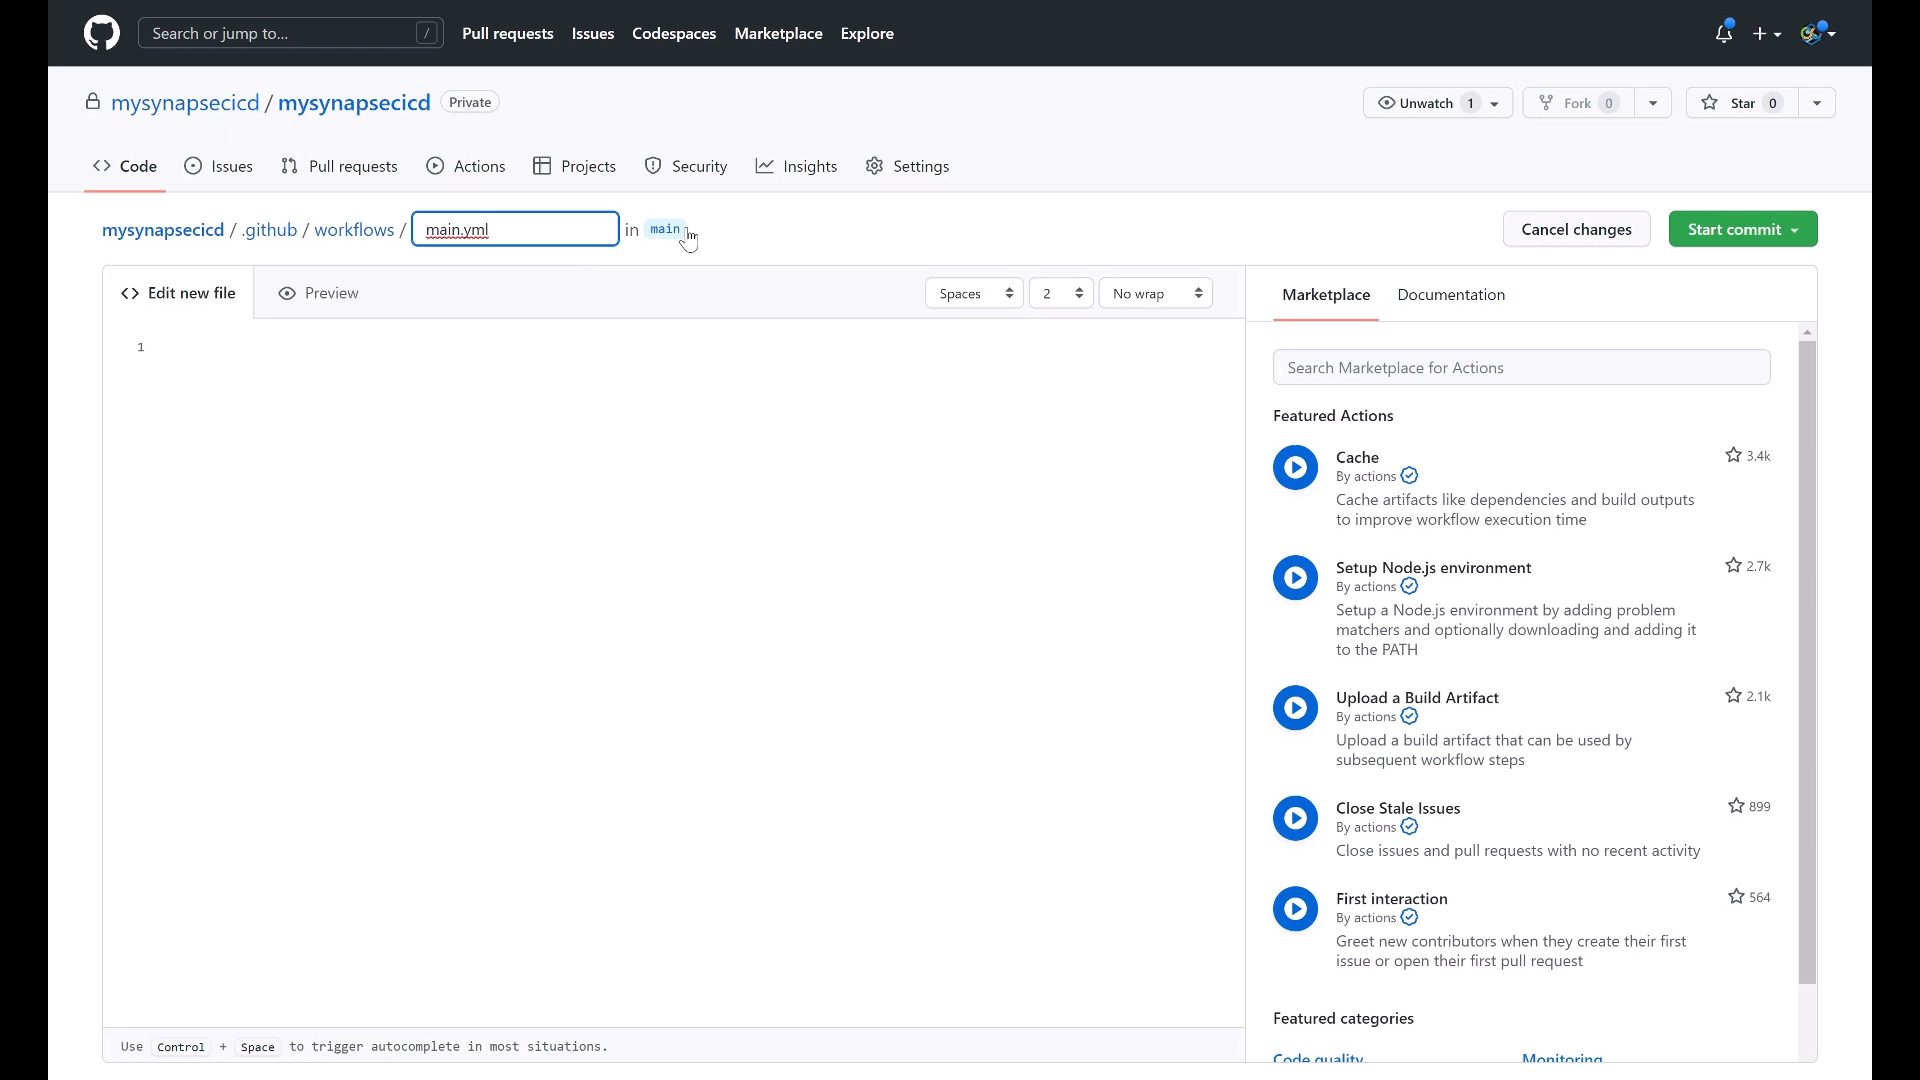 Search or jump to... /
Pull requests Issues Codespaces Marketplace Explore
mysynapsecicd / mysynapsecicd Private
Unwatch 1 Fork 0 Star 0
Code Issues Pull requests Actions Projects Security Insights Settings
mysynapsecicd / .github / workflows / main.yml in main
Cancel changes Start commit
Edit new file Preview
Spaces 2 No wrap
1
Use Control + Space to trigger autocomplete in most situations.
Marketplace Documentation
Search Marketplace for Actions
Featured Actions
Cache 3.4k
By actions
Cache artifacts like dependencies and build outputs
to improve workflow execution time
Setup Node.js environment 2.7k
By actions
Setup a Node.js environment by adding problem
matchers and optionally downloading and adding it
to the PATH
Upload a Build Artifact 2.1k
By actions
Upload a build artifact that can be used by
subsequent workflow steps
Close Stale Issues 899
By actions
Close issues and pull requests with no recent activity
First interaction 564
By actions
Greet new contributors when they create their first
issue or open their first pull request
Featured categories
Code quality Monitoring